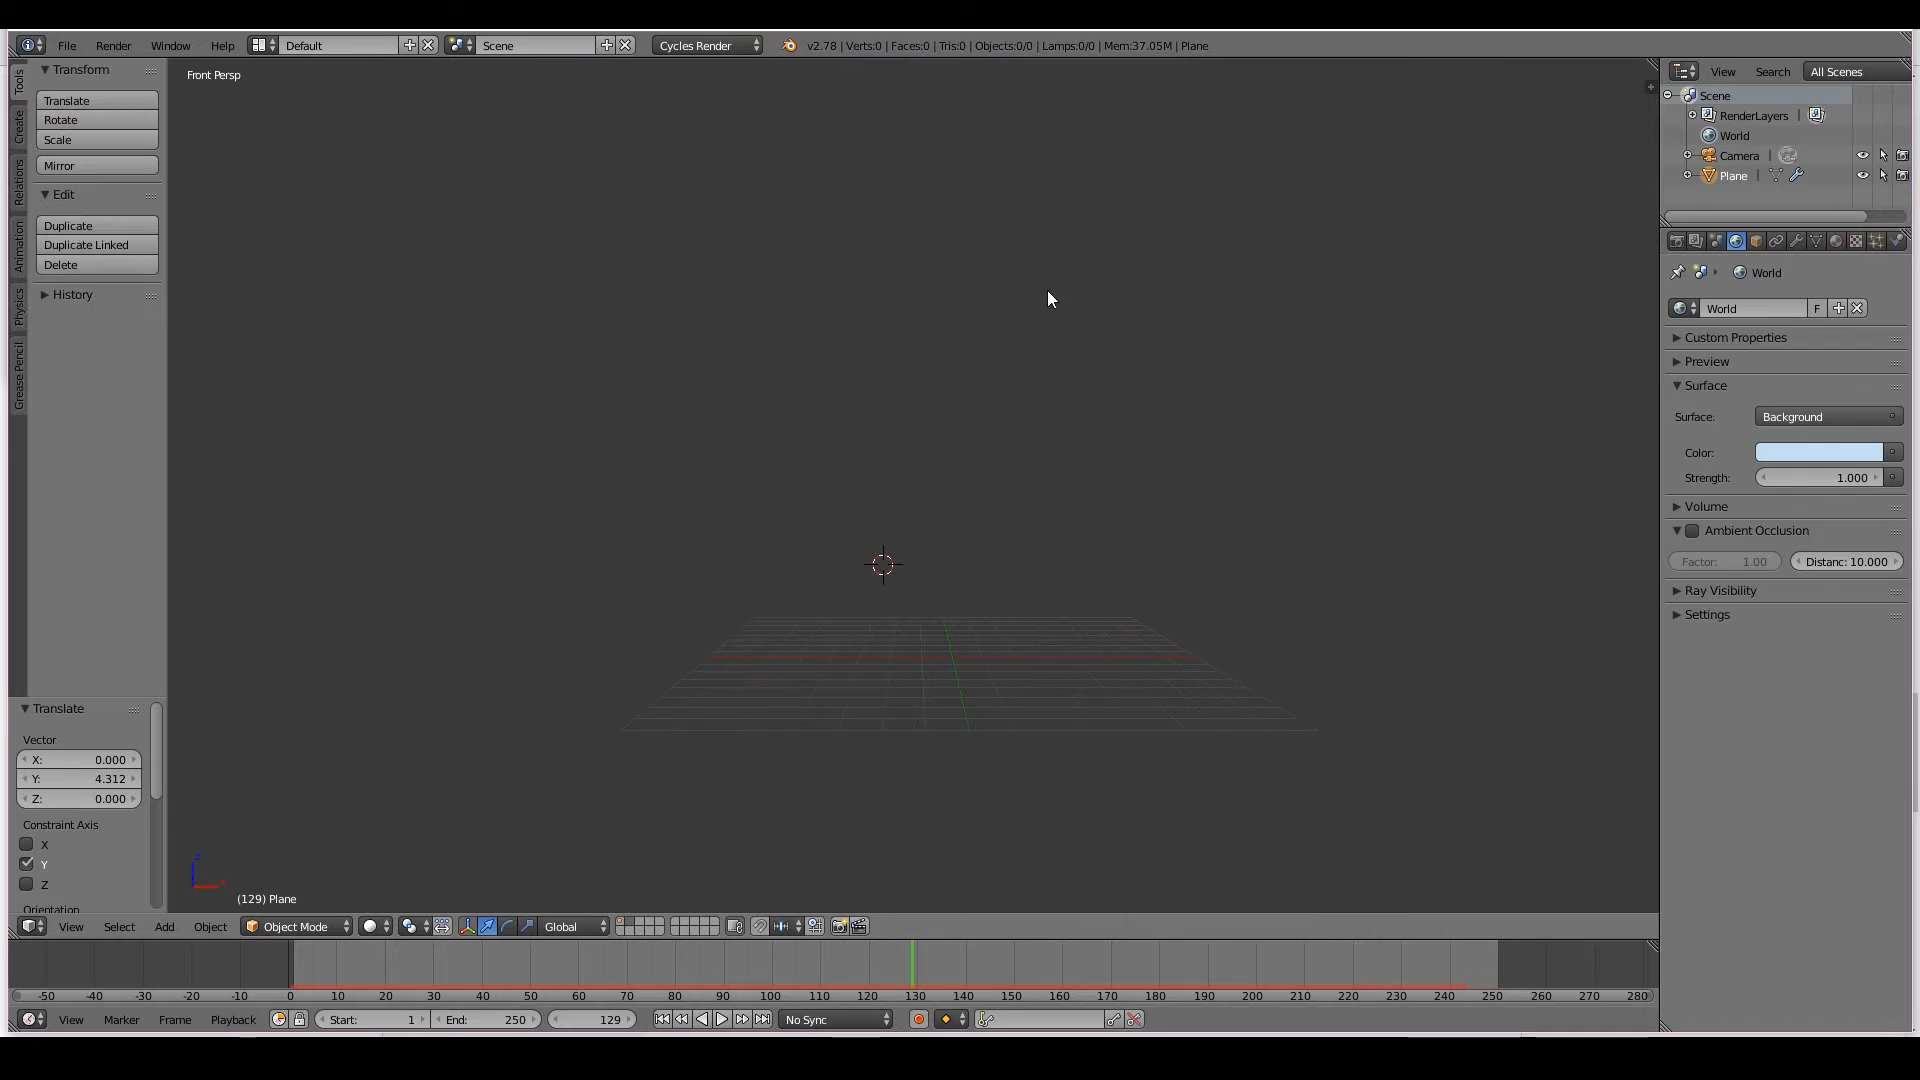 File Render Window Help Default Scene Cycles Render v2.78 | Verts:0 | Faces:0 | Tris:0 | Objects:0/0 | Lamps:0/0 | Mem:37.05M | Plane
Tools
Create
Relations
Animation
Physics
Grease Pencil
Transform
Translate
Rotate
Scale
Mirror
Edit
Duplicate
Duplicate Linked
Delete
History
Translate
Vector
X: 0.000
Y: 4.312
Z: 0.000
Constraint Axis
X
Y
Z
Orientation
Front Persp
(129) Plane
View Select Add Object Object Mode Global
-50 -40 -30 -20 -10 0 10 20 30 40 50 60 70 80 90 100 110 120 130 140 150 160 170 180 190 200 210 220 230 240 250 260 270 280
View Marker Frame Playback Start: 1 End: 250 129 No Sync
View Search All Scenes
Scene
RenderLayers |
World
Camera |
Plane |
World
World F
Custom Properties
Preview
Surface
Surface: Background
Color:
Strength: 1.000
Volume
Ambient Occlusion
Factor: 1.00 Distanc: 10.000
Ray Visibility
Settings